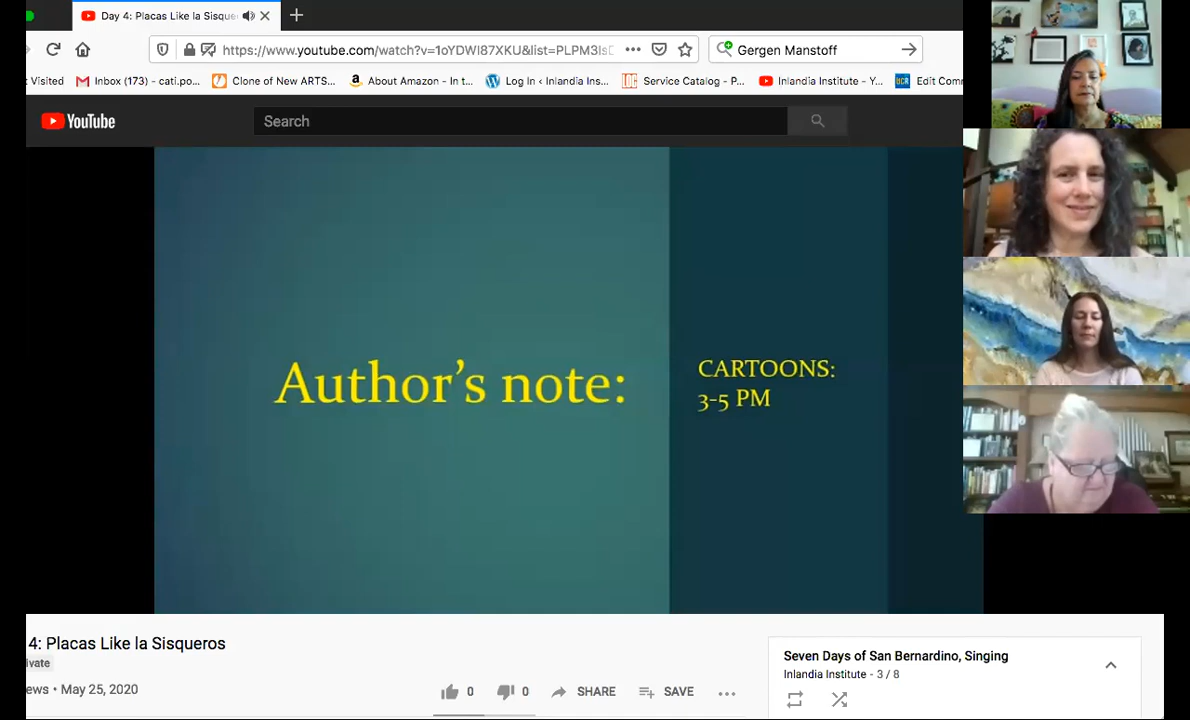 Day 4: Placas Like la Sisque
https://www.youtube.com/watch?v=1oYDWI87XKU&list=PLPM3Is
Gergen Manstoff
Visited
Inbox (173) - cati.po...
Clone of New ARTS...
About Amazon - In t...
Log In ‹ Inlandia Ins...
Service Catalog - P...
Inlandia Institute - Y...
UCR
Edit Com
YouTube
Search
Author's note:
CARTOONS:
3-5 PM
4: Placas Like la Sisqueros
ivate
ews • May 25, 2020
0
0
SHARE
SAVE
Seven Days of San Bernardino, Singing
Inlandia Institute - 3 / 8